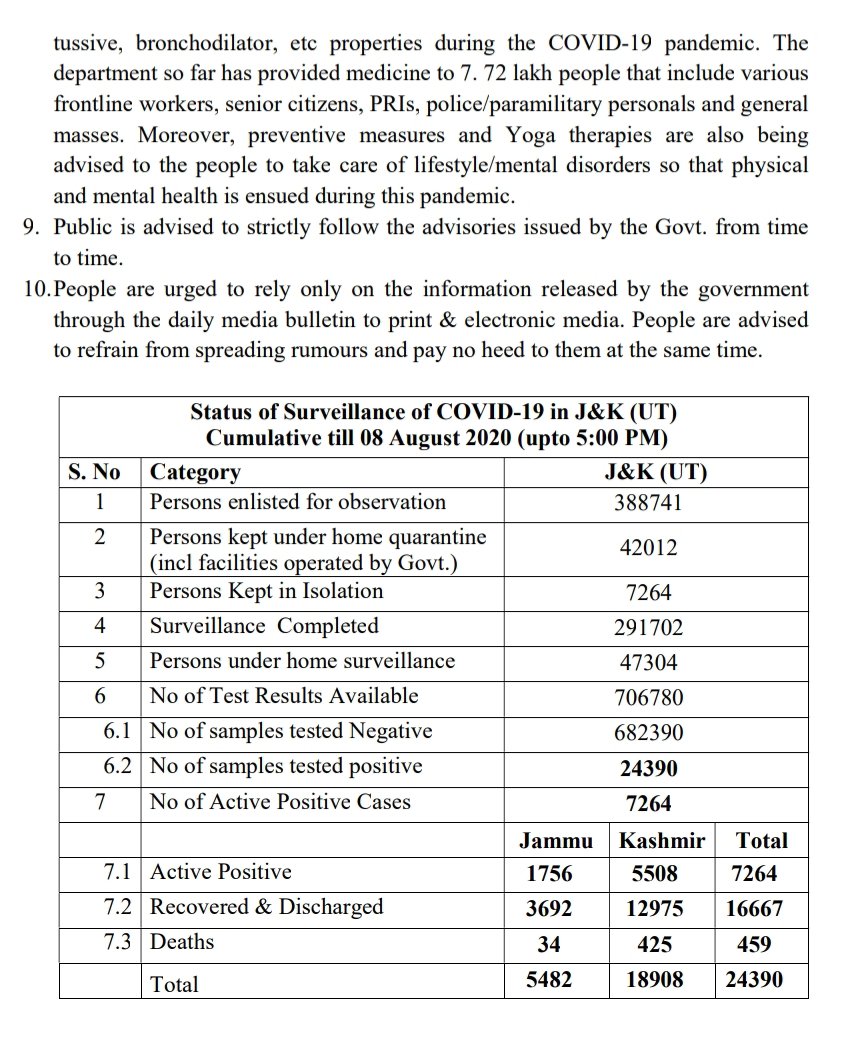 tussive, bronchodilator, etc properties during the COVID-19 pandemic. The
department so far has provided medicine to 7. 72 lakh people that include various
frontline workers, senior citizens, PRIs, police/paramilitary personals and general
masses. Moreover, preventive measures and Yoga therapies are also being
advised to the people to take care of lifestyle/mental disorders so that physical
and mental health is ensued during this pandemic.
9. Public is advised to strictly follow the advisories issued by the Govt. from time
to time.
10.People are urged to rely only on the information released by the government
through the daily media bulletin to print & electronic media. People are advised
to refrain from spreading rumours and pay no heed to them at the same time.
Status of Surveillance of COVID-19 in J&K (UT)
Cumulative till 08 August 2020 (upto 5:00 PM)
S. No Category J&K (UT)
1 Persons enlisted for observation 388741
2 Persons kept under home quarantine
(incl facilities operated by Govt.) 42012
3 Persons Kept in Isolation 7264
4 Surveillance Completed 291702
5 Persons under home surveillance 47304
6 No of Test Results Available 706780
6.1 No of samples tested Negative 682390
6.2 No of samples tested positive 24390
7 No of Active Positive Cases 7264
Jammu Kashmir Total
7.1 Active Positive 1756 5508 7264
7.2 Recovered & Discharged 3692 12975 16667
7.3 Deaths 34 425 459
Total 5482 18908 24390